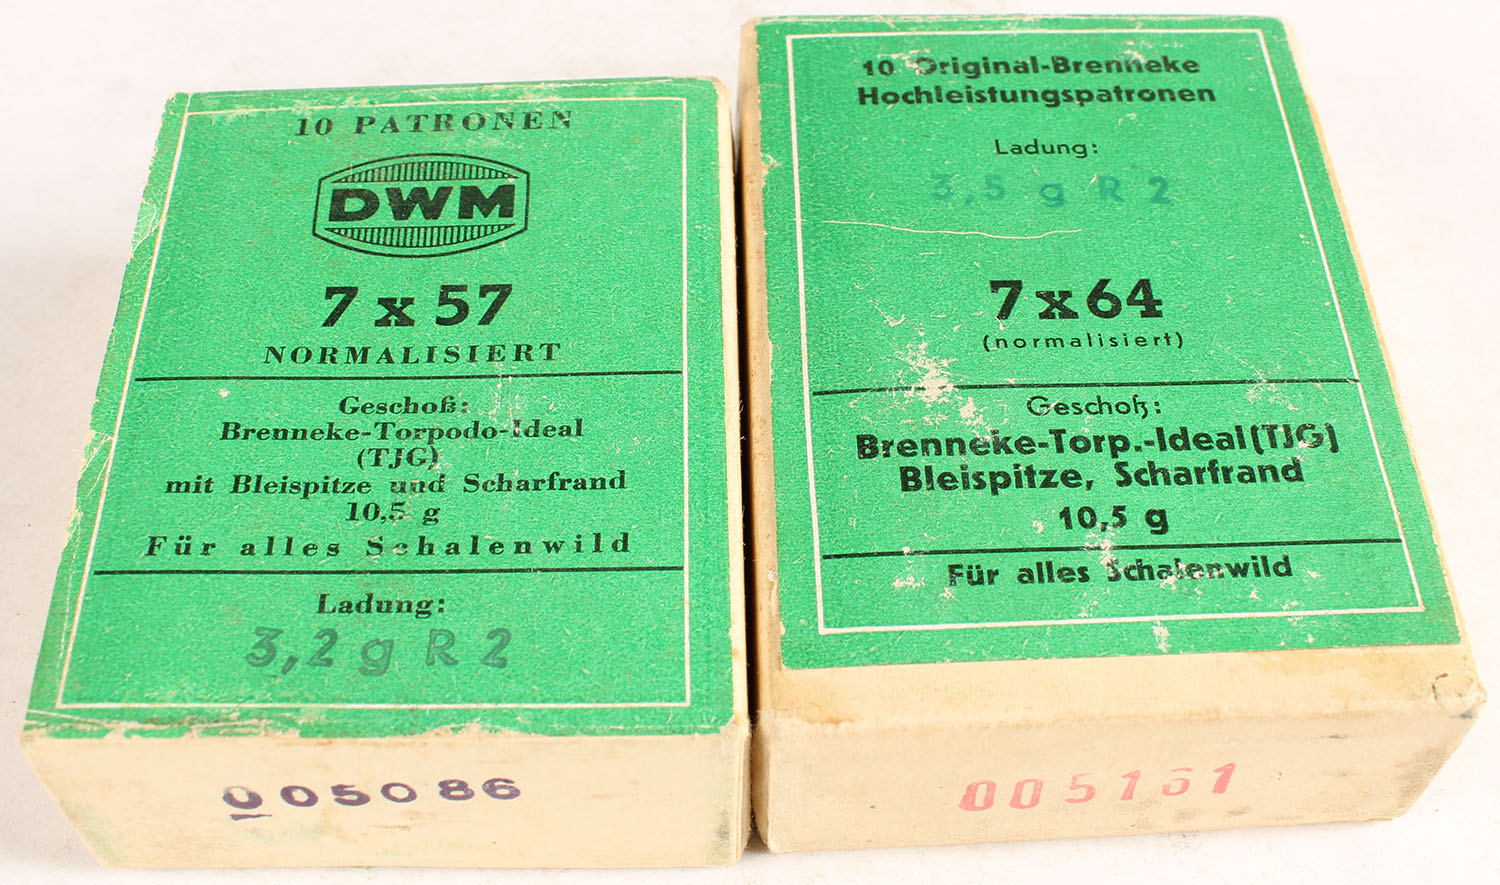 10 PATRONEN
DWM
7 x 57
NORMALISIERT
Geschoß:
Brenneke-Torpodo-Ideal
(TJG)
mit Bleispitze und Scharfrand
10,5 g
Für alles Schalenwild
Ladung:
3,2 g R 2
005086
10 Original-Brenneke
Hochleistungspatronen
Ladung:
3,5 g R 2
7 x 64
(normalisiert)
Geschoß:
Brenneke-Torp.-Ideal(TJG)
Bleispitze, Scharfrand
10,5 g
Für alles Schalenwild
005161